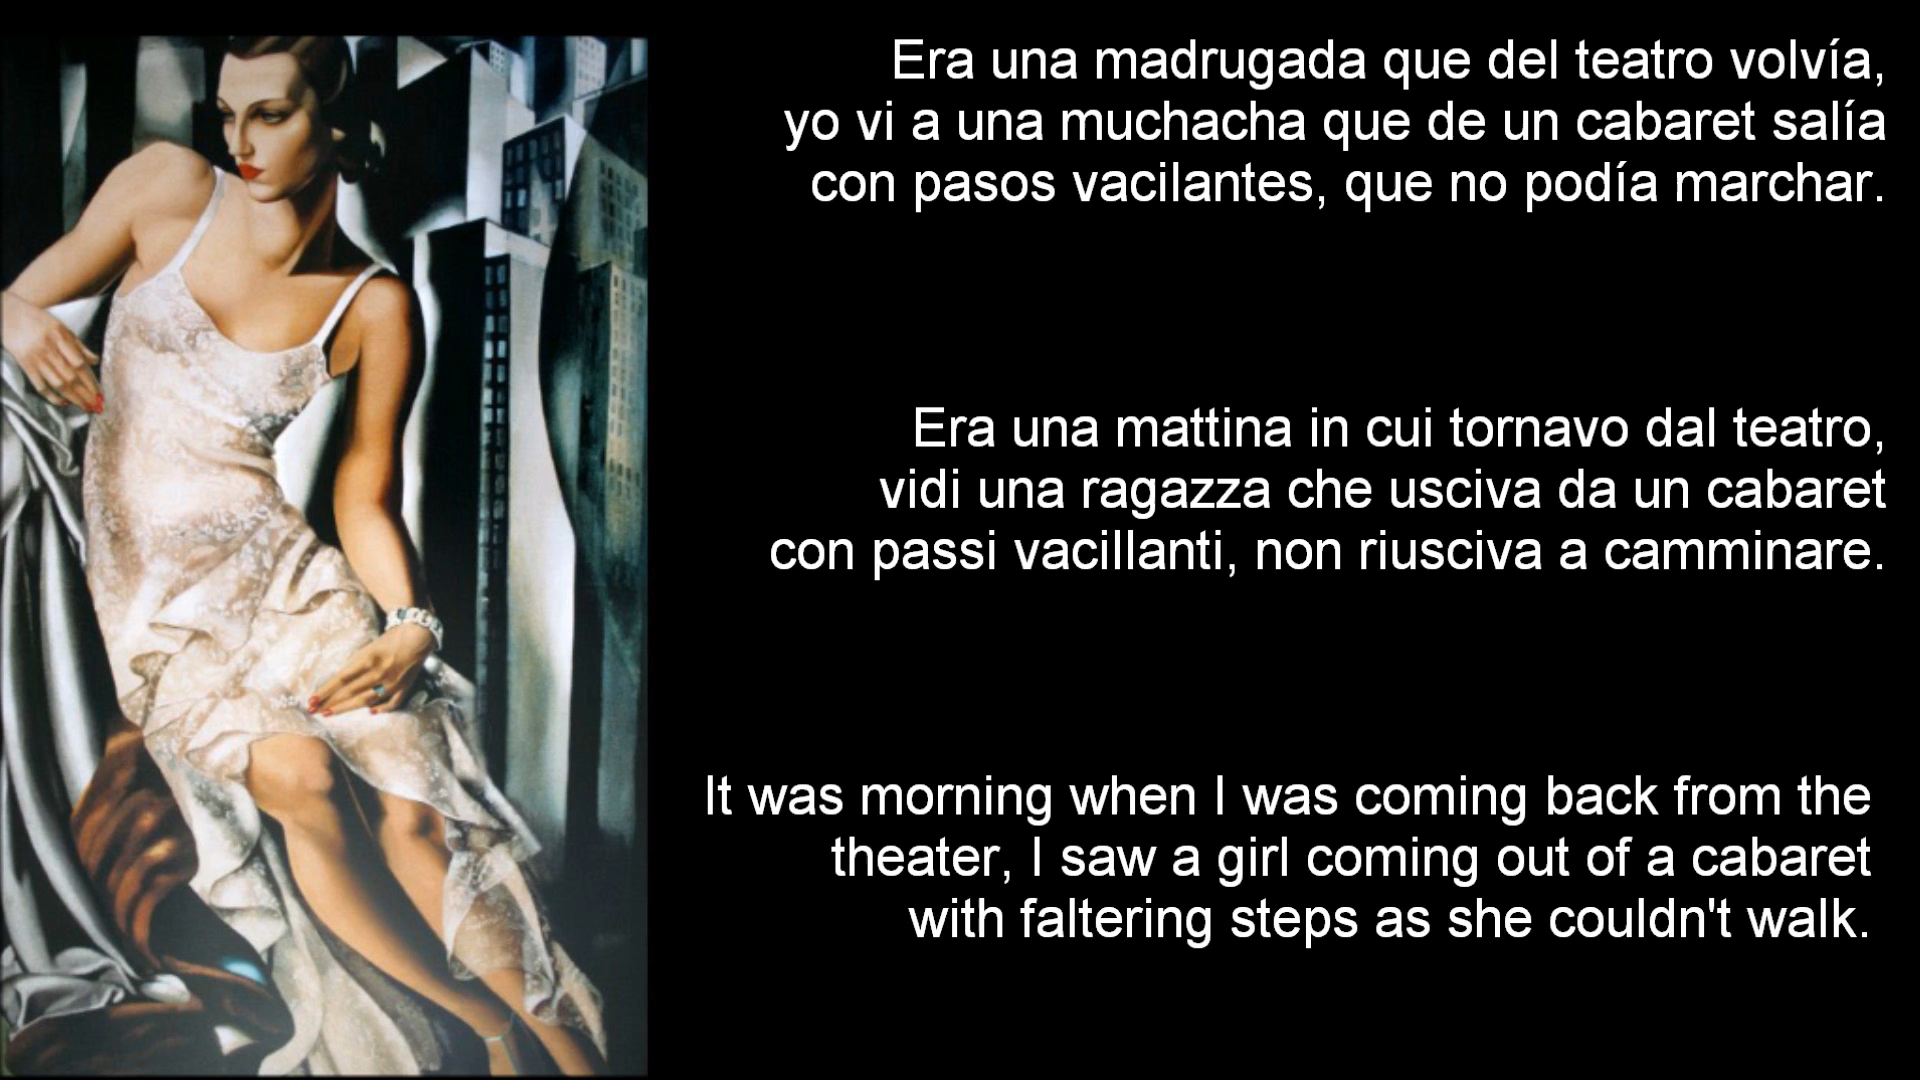 Era una madrugada que del teatro volvía,
yo vi a una muchacha que de un cabaret salía
con pasos vacilantes, que no podía marchar.
Era una mattina in cui tornavo dal teatro,
vidi una ragazza che usciva da un cabaret
con passi vacillanti, non riusciva a camminare.
It was morning when I was coming back from the
theater, I saw a girl coming out of a cabaret
with faltering steps as she couldn't walk.